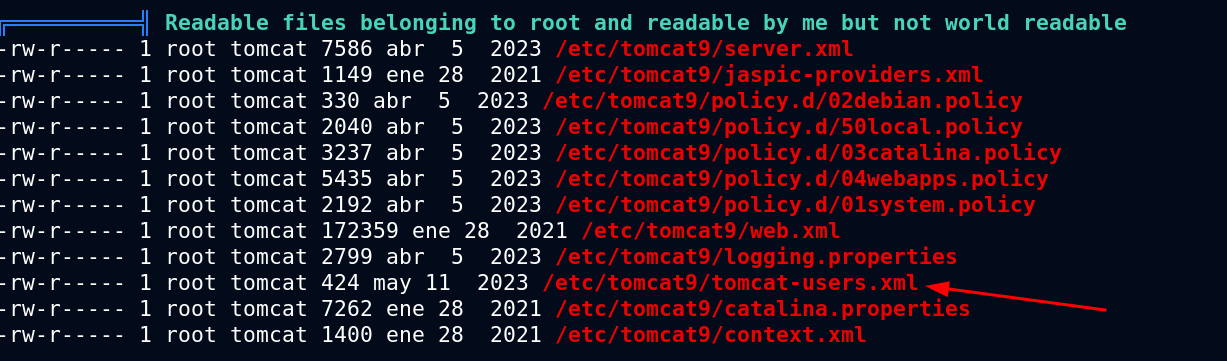 Readable files belonging to root and readable by me but not world readable
-rw-r----- 1 root tomcat 7586 abr  5  2023 /etc/tomcat9/server.xml
-rw-r----- 1 root tomcat 1149 ene 28  2021 /etc/tomcat9/jaspic-providers.xml
-rw-r----- 1 root tomcat 330 abr  5  2023 /etc/tomcat9/policy.d/02debian.policy
-rw-r----- 1 root tomcat 2040 abr  5  2023 /etc/tomcat9/policy.d/50local.policy
-rw-r----- 1 root tomcat 3237 abr  5  2023 /etc/tomcat9/policy.d/03catalina.policy
-rw-r----- 1 root tomcat 5435 abr  5  2023 /etc/tomcat9/policy.d/04webapps.policy
-rw-r----- 1 root tomcat 2192 abr  5  2023 /etc/tomcat9/policy.d/01system.policy
-rw-r----- 1 root tomcat 172359 ene 28  2021 /etc/tomcat9/web.xml
-rw-r----- 1 root tomcat 2799 abr  5  2023 /etc/tomcat9/logging.properties
-rw-r----- 1 root tomcat 424 may 11  2023 /etc/tomcat9/tomcat-users.xml
-rw-r----- 1 root tomcat 7262 ene 28  2021 /etc/tomcat9/catalina.properties
-rw-r----- 1 root tomcat 1400 ene 28  2021 /etc/tomcat9/context.xml